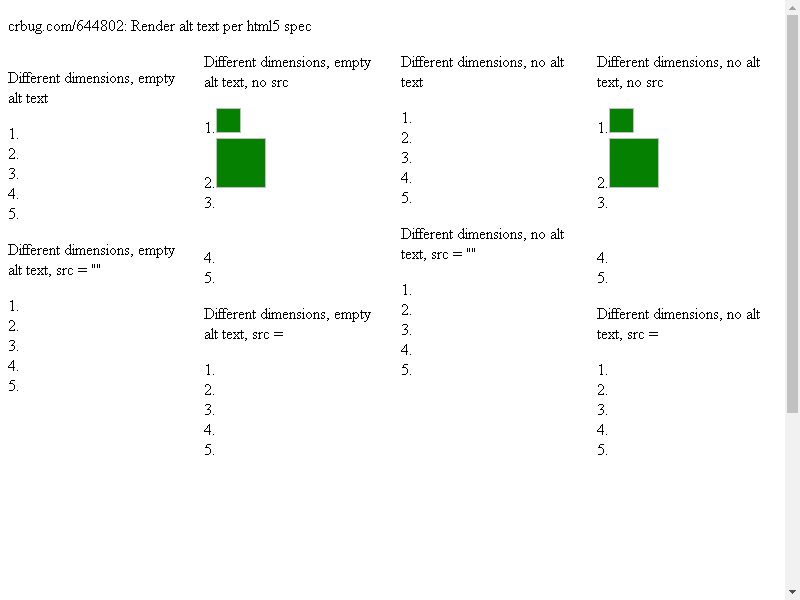 crbug.com/644802: Render alt text per html5 spec
Different dimensions, empty
alt text
1.
2.
3.
4.
5.
Different dimensions, empty
alt text, src = ""
1.
2.
3.
4.
5.
Different dimensions, empty
alt text, no src
1.
2.
3.
4.
5.
Different dimensions, empty
alt text, src =
1.
2.
3.
4.
5.
Different dimensions, no alt
text
1.
2.
3.
4.
5.
Different dimensions, no alt
text, src = ""
1.
2.
3.
4.
5.
Different dimensions, no alt
text, no src
1.
2.
3.
4.
5.
Different dimensions, no alt
text, src =
1.
2.
3.
4.
5.